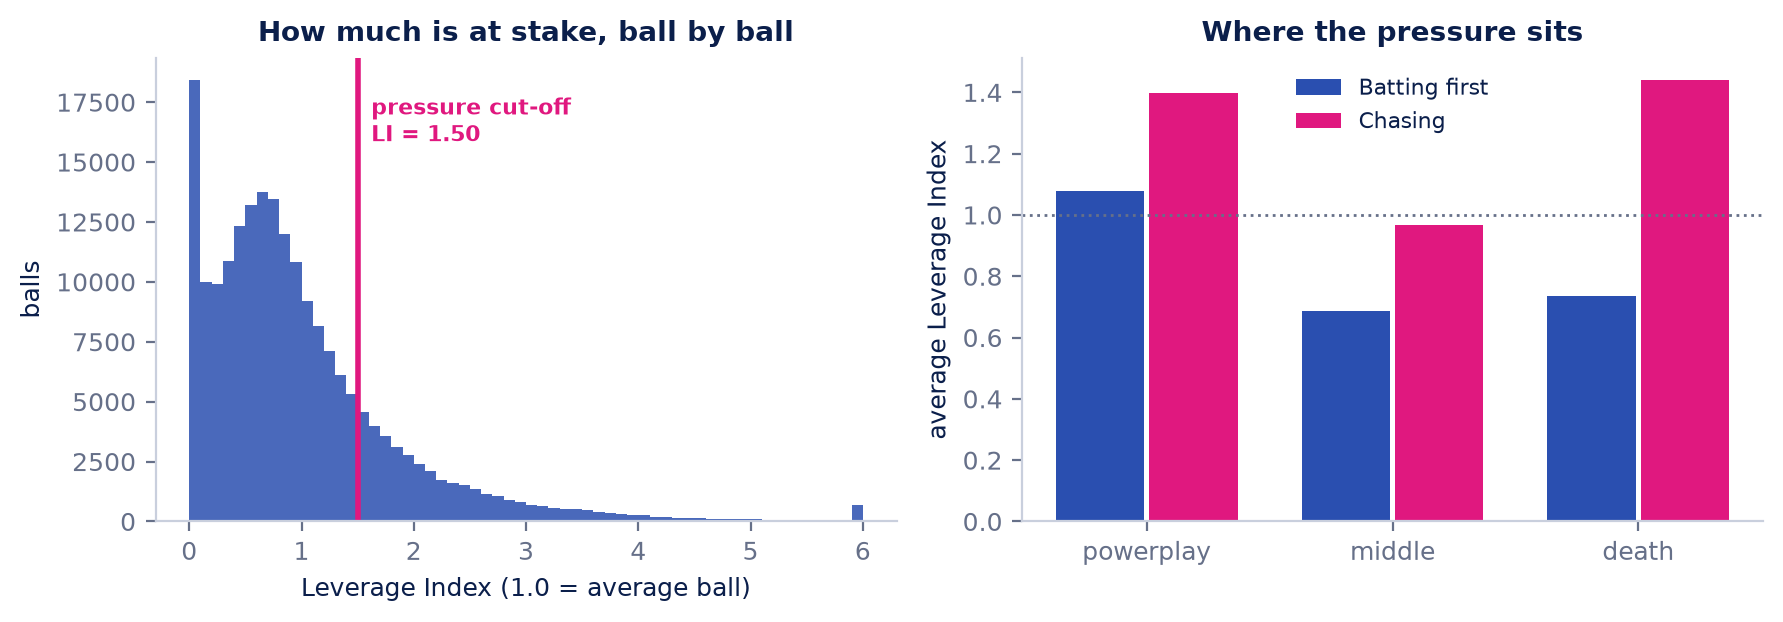 How much is at stake, ball by ball
balls
17500
15000
12500
10000
7500
5000
2500
0
pressure cut-off
LI = 1.50
0 1 2 3 4 5 6
Leverage Index (1.0 = average ball)
Where the pressure sits
average Leverage Index
1.4
1.2
1.0
0.8
0.6
0.4
0.2
0.0
Batting first
Chasing
powerplay middle death